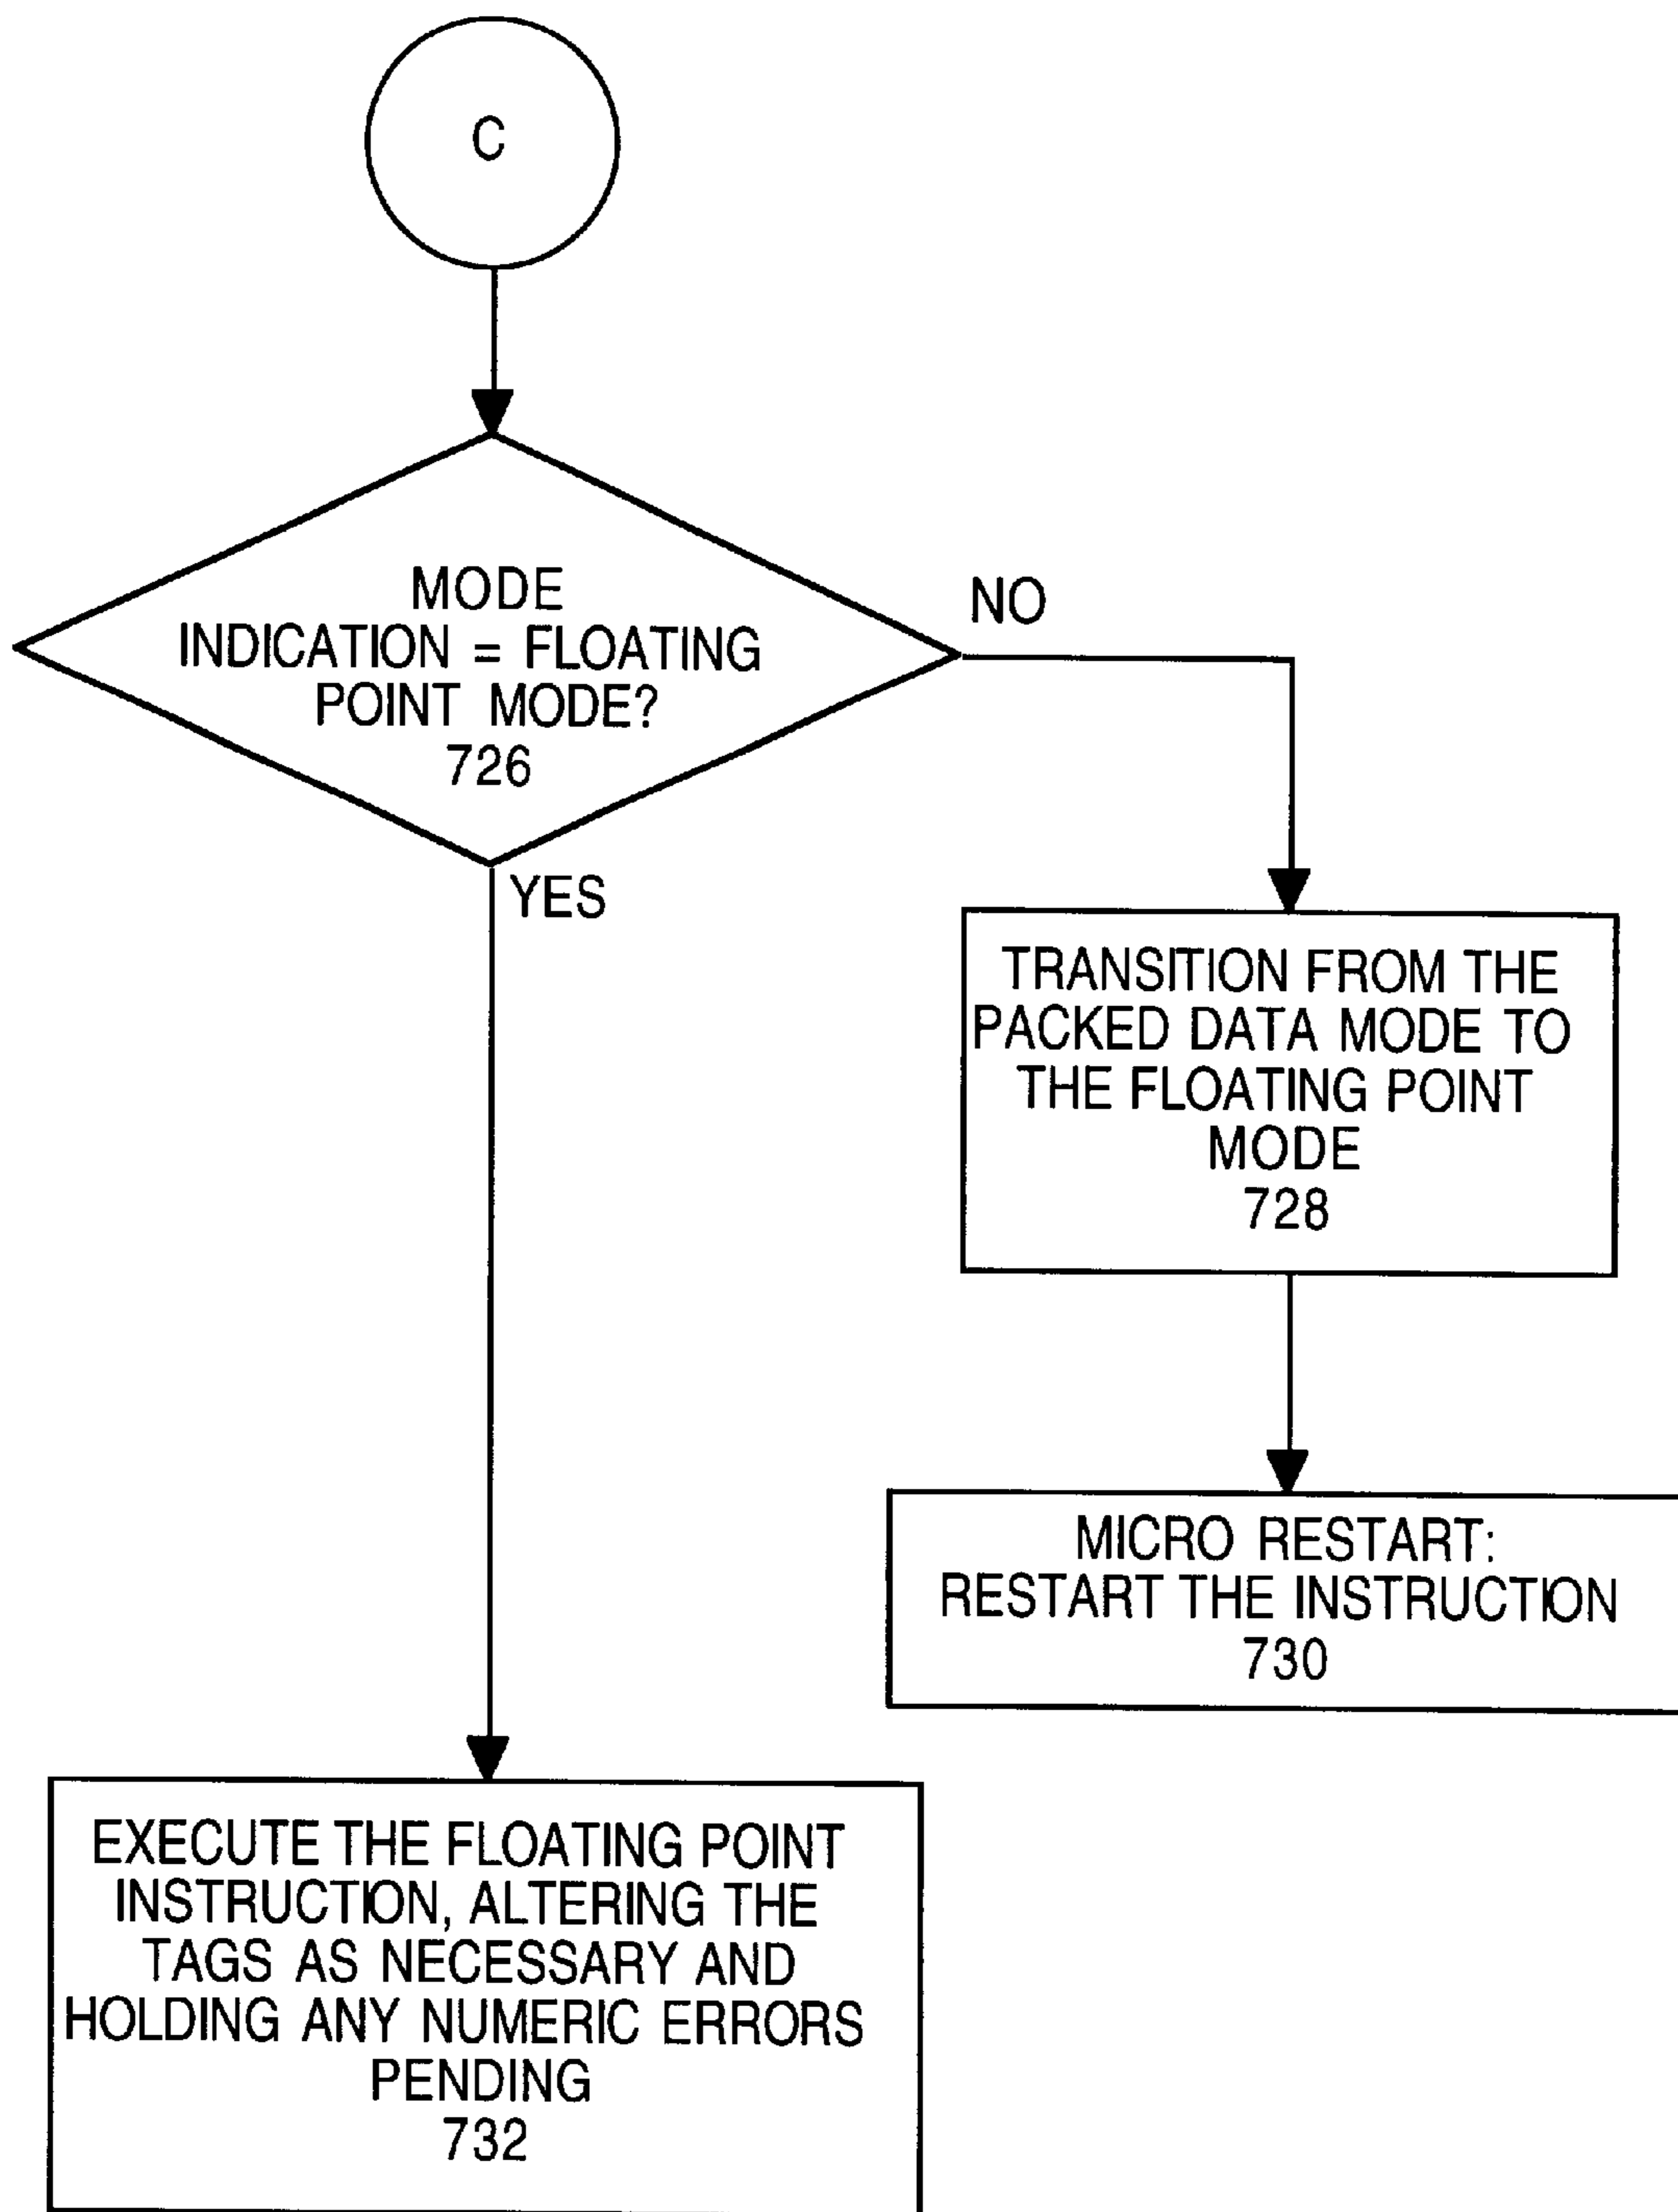 C
MODE
INDICATION = FLOATING
POINT MODE?
726
NO
YES
TRANSITION FROM THE
PACKED DATA MODE TO
THE FLOATING POINT
MODE
728
MICRO RESTART:
RESTART THE INSTRUCTION
730
EXECUTE THE FLOATING POINT
INSTRUCTION, ALTERING THE
TAGS AS NECESSARY AND
HOLDING ANY NUMERIC ERRORS
PENDING
732